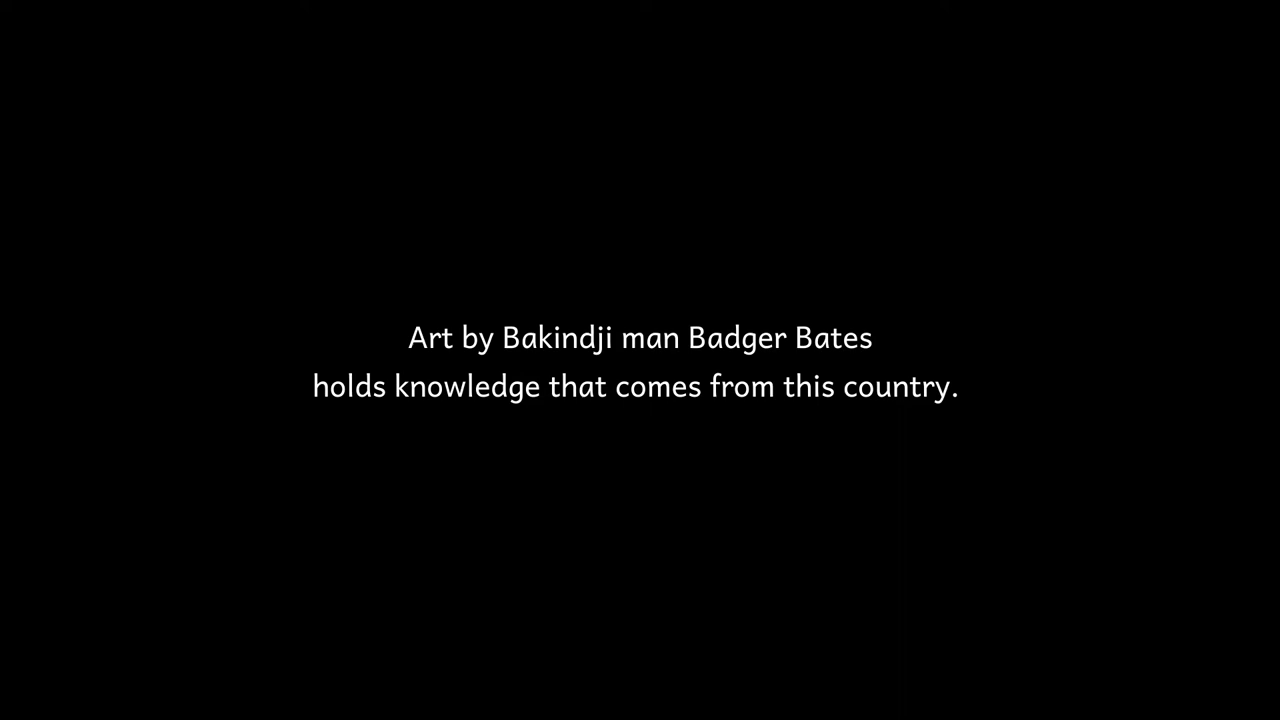 Art by Bakindji man Badger Bates
holds knowledge that comes from this country.